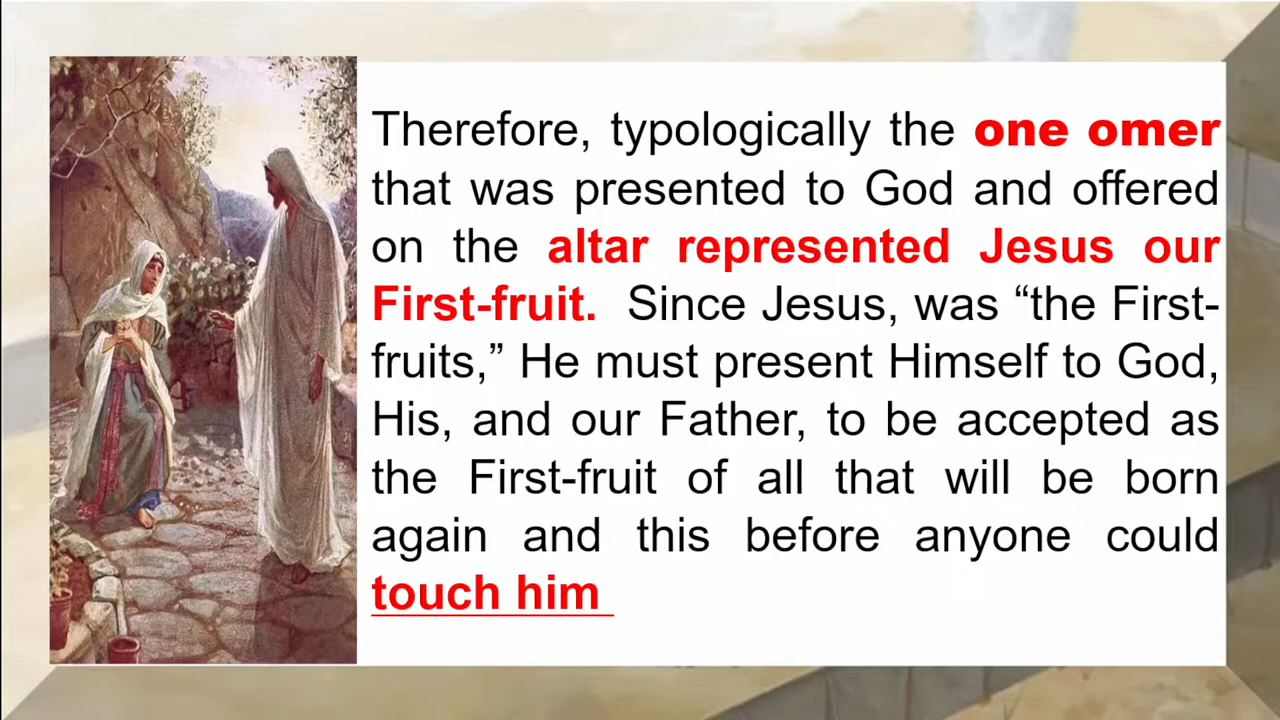 Therefore, typologically the one omer
that was presented to God and offered
on the altar represented Jesus our
First-fruit. Since Jesus, was “the First-
fruits,” He must present Himself to God,
His, and our Father, to be accepted as
the First-fruit of all that will be born
again and this before anyone could
touch him